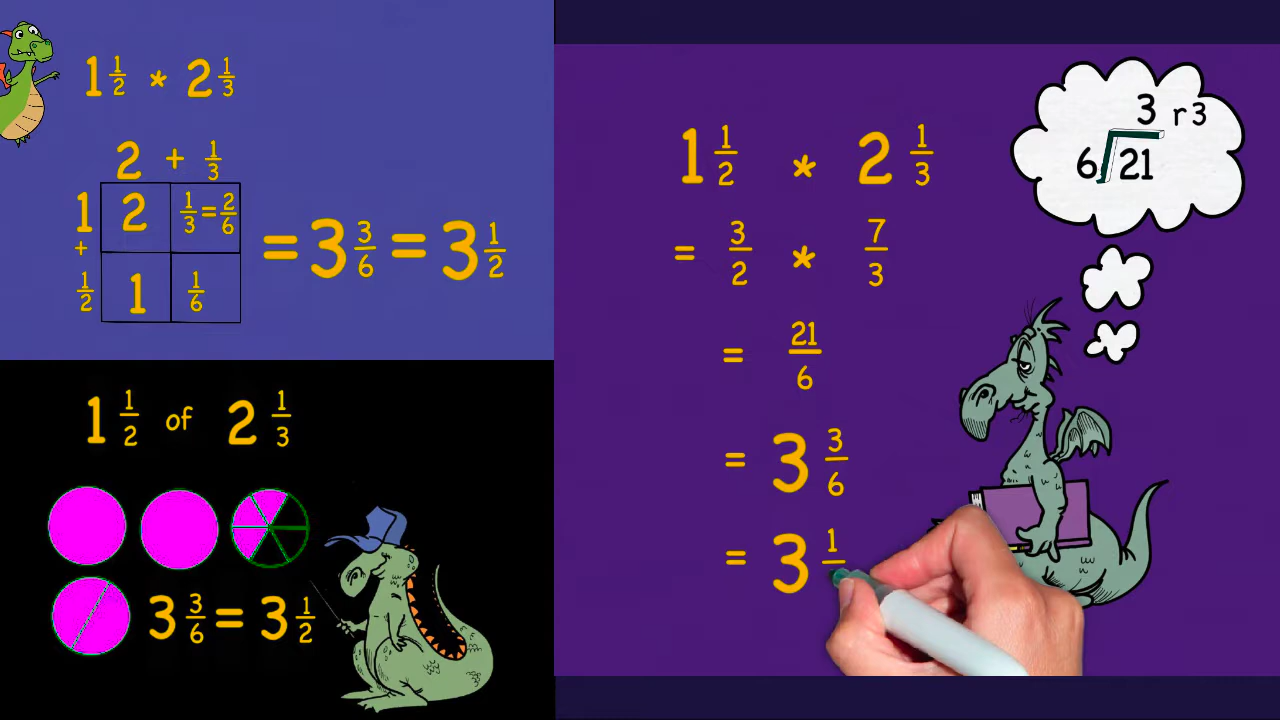 1 1/2 * 2 1/3
2 + 1/3
1 2 1/3=2/6
+
1/2 1 1/6
= 3 3/6 = 3 1/2
1 1/2 of 2 1/3
3 3/6 = 3 1/2
1 1/2 * 2 1/3
= 3/2 * 7/3
= 21/6
= 3 3/6
= 3 1/
3 r3
6 21